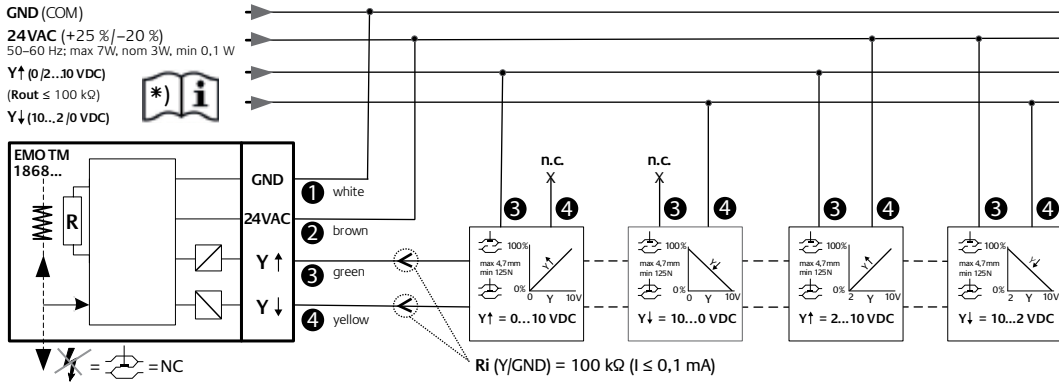 GND (COM)
24VAC (+25 %/–20 %)
50–60 Hz; max 7W, nom 3W, min 0,1 W
Y↑ (0/2...10 VDC)
(Rout ≤ 100 kΩ)
Y↓ (10...2/0 VDC)
*) i
EMO TM
1868...
R
GND
24VAC
Y ↑
Y ↓
1 white
2 brown
3 green
4 yellow
= = NC
n.c.
X
3 4
100%
max 4,7mm
min 125N
0%
Y↑
0 Y 10V
Y↑ = 0...10 VDC
n.c.
X
3 4
100%
max 4,7mm
min 125N
0%
Y↓
0 Y 10V
Y↓ = 10...0 VDC
3 4
100%
max 4,7mm
min 125N
0%
Y↑
2 Y 10V
Y↑ = 2...10 VDC
3 4
100%
max 4,7mm
min 125N
0%
Y↓
2 Y 10V
Y↓ = 10...2 VDC
Ri (Y/GND) = 100 kΩ (I ≤ 0,1 mA)